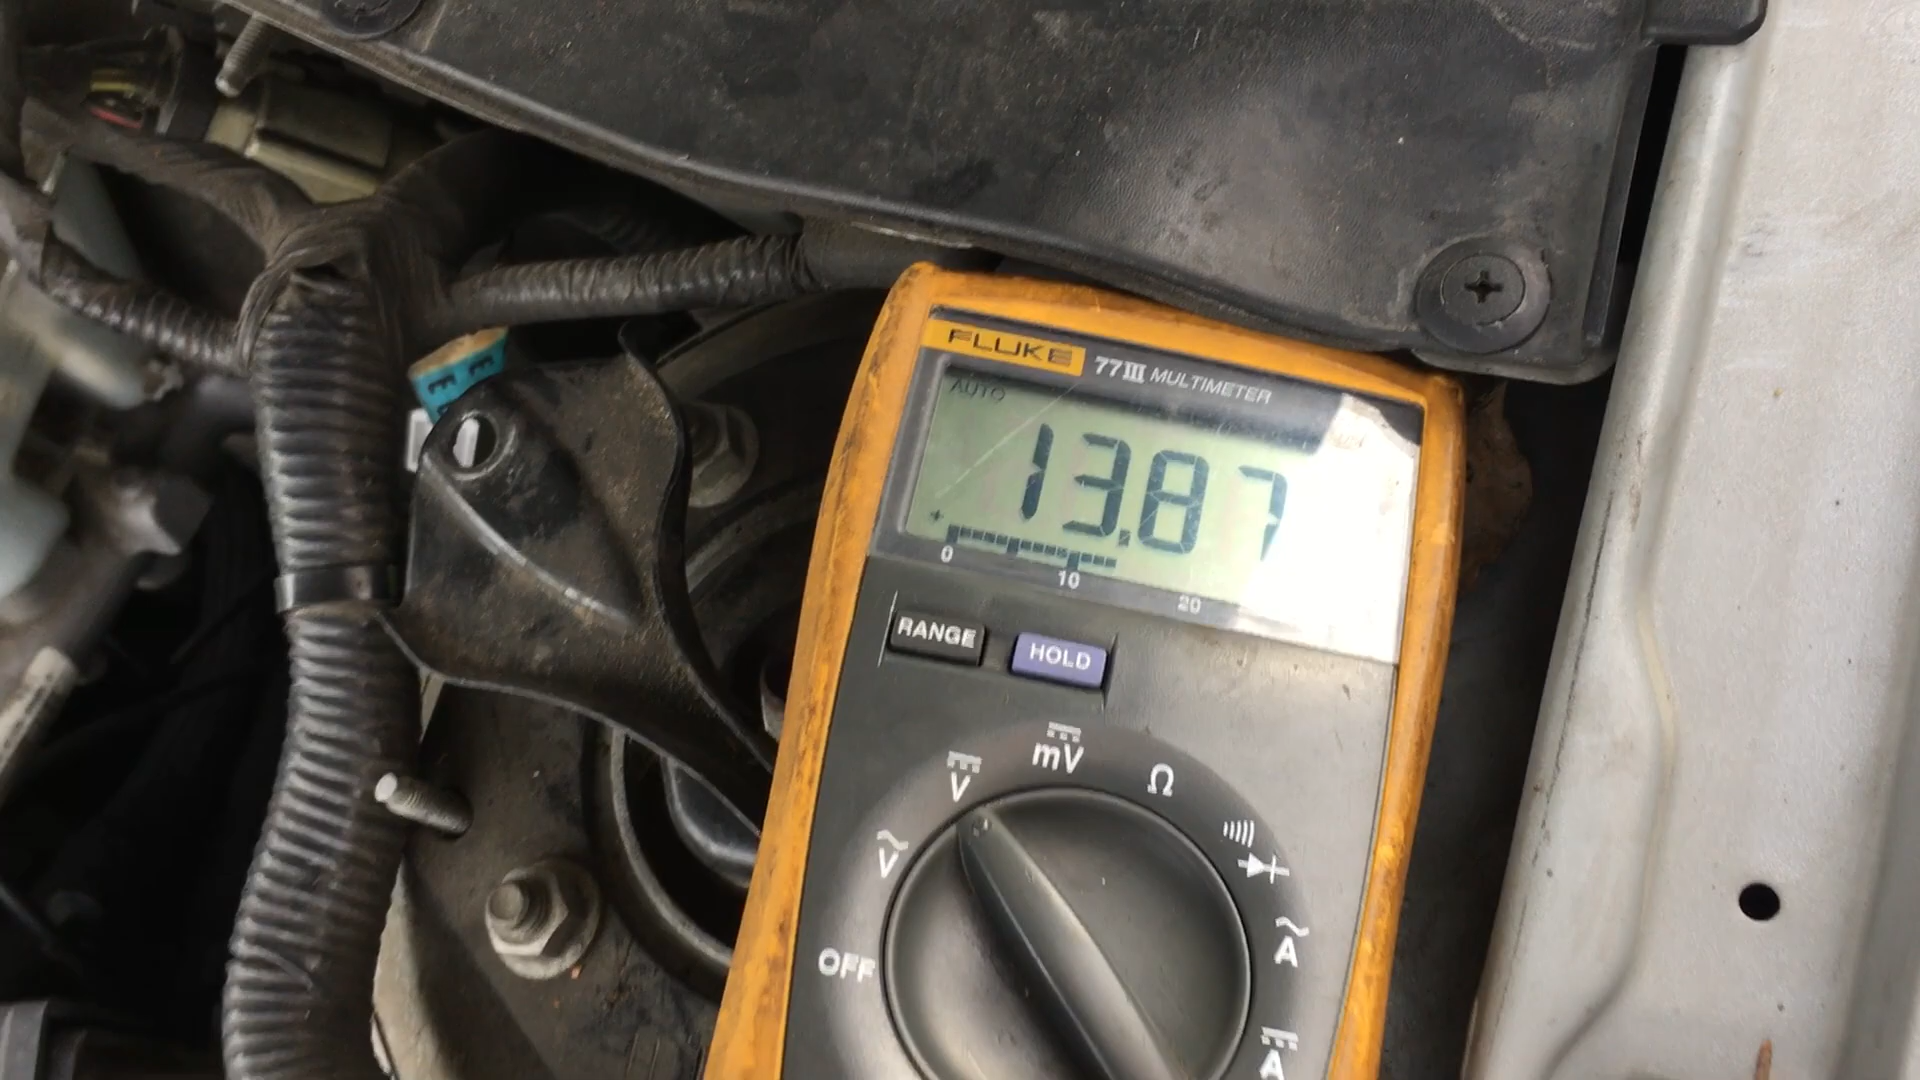 FLUKE 77III MULTIMETER
AUTO
13.87
+
0 10 20
RANGE HOLD
mV
V
Ω
V
A
OFF
A